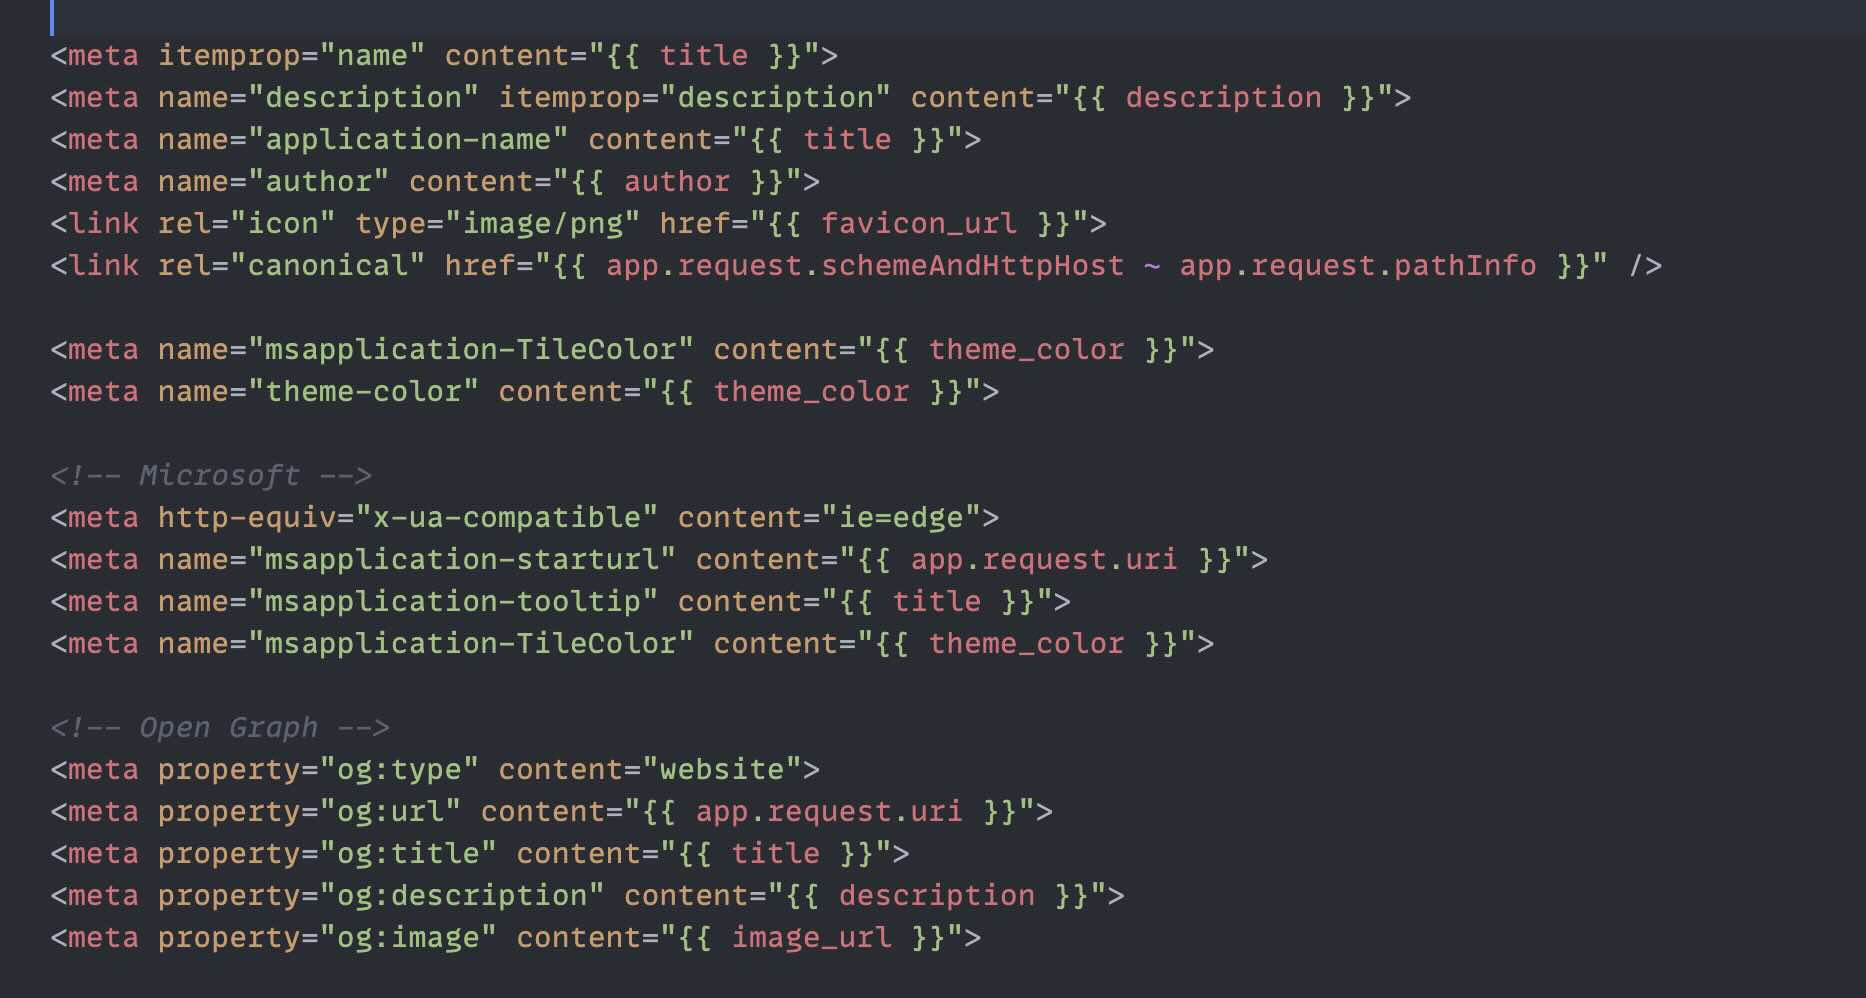 <meta itemprop="name" content="{{ title }}">
<meta name="description" itemprop="description" content="{{ description }}">
<meta name="application-name" content="{{ title }}">
<meta name="author" content="{{ author }}">
<link rel="icon" type="image/png" href="{{ favicon_url }}">
<link rel="canonical" href="{{ app.request.schemeAndHttpHost ~ app.request.pathInfo }}" />
<meta name="msapplication-TileColor" content="{{ theme_color }}">
<meta name="theme-color" content="{{ theme_color }}">
<!-- Microsoft -->
<meta http-equiv="x-ua-compatible" content="ie=edge">
<meta name="msapplication-starturl" content="{{ app.request.uri }}">
<meta name="msapplication-tooltip" content="{{ title }}">
<meta name="msapplication-TileColor" content="{{ theme_color }}">
<!-- Open Graph -->
<meta property="og:type" content="website">
<meta property="og:url" content="{{ app.request.uri }}">
<meta property="og:title" content="{{ title }}">
<meta property="og:description" content="{{ description }}">
<meta property="og:image" content="{{ image_url }}">